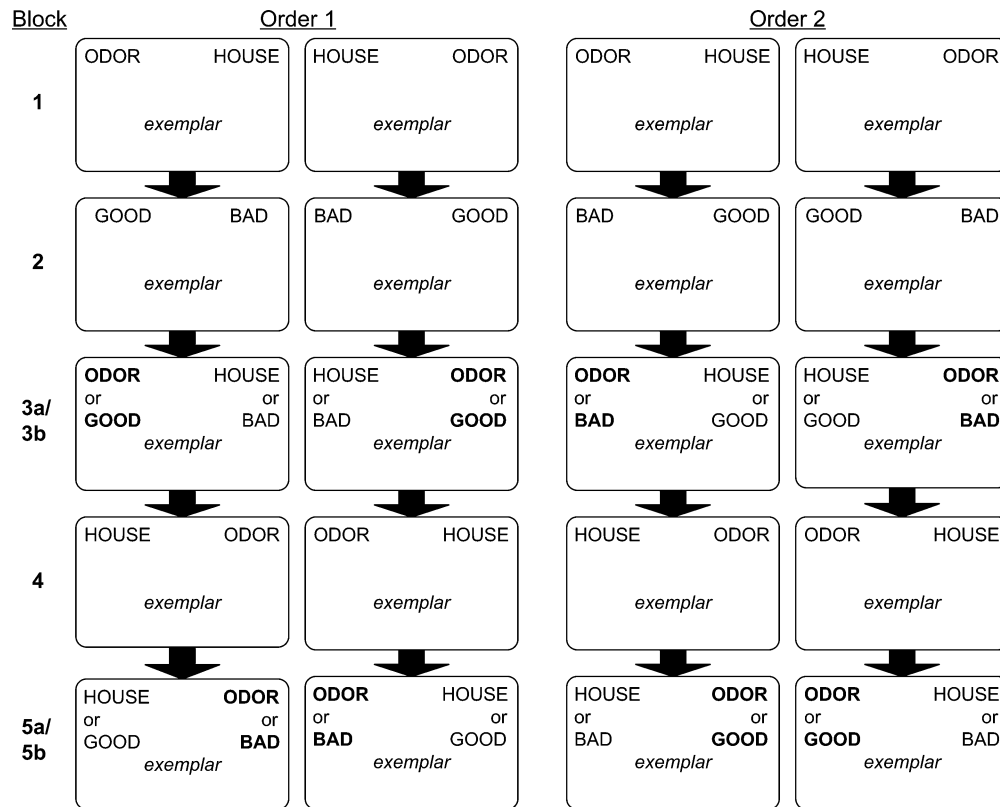 Block Order 1 Order 2
1
ODOR HOUSE HOUSE ODOR ODOR HOUSE HOUSE ODOR
exemplar exemplar exemplar exemplar
2
GOOD BAD BAD GOOD BAD GOOD GOOD BAD
exemplar exemplar exemplar exemplar
3a/
3b
ODOR HOUSE HOUSE ODOR ODOR HOUSE HOUSE ODOR
or or or or or or or or
GOOD BAD BAD GOOD BAD GOOD GOOD BAD
exemplar exemplar exemplar exemplar
4
HOUSE ODOR ODOR HOUSE HOUSE ODOR ODOR HOUSE
exemplar exemplar exemplar exemplar
5a/
5b
HOUSE ODOR ODOR HOUSE HOUSE ODOR ODOR HOUSE
or or or or or or or or
GOOD BAD BAD GOOD BAD GOOD GOOD BAD
exemplar exemplar exemplar exemplar